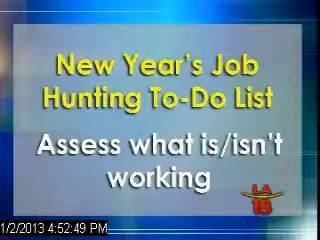 New Year's Job
Hunting To-Do List
Assess what is/isn't
working
LA
18
1/2/2013 4:52:49 PM